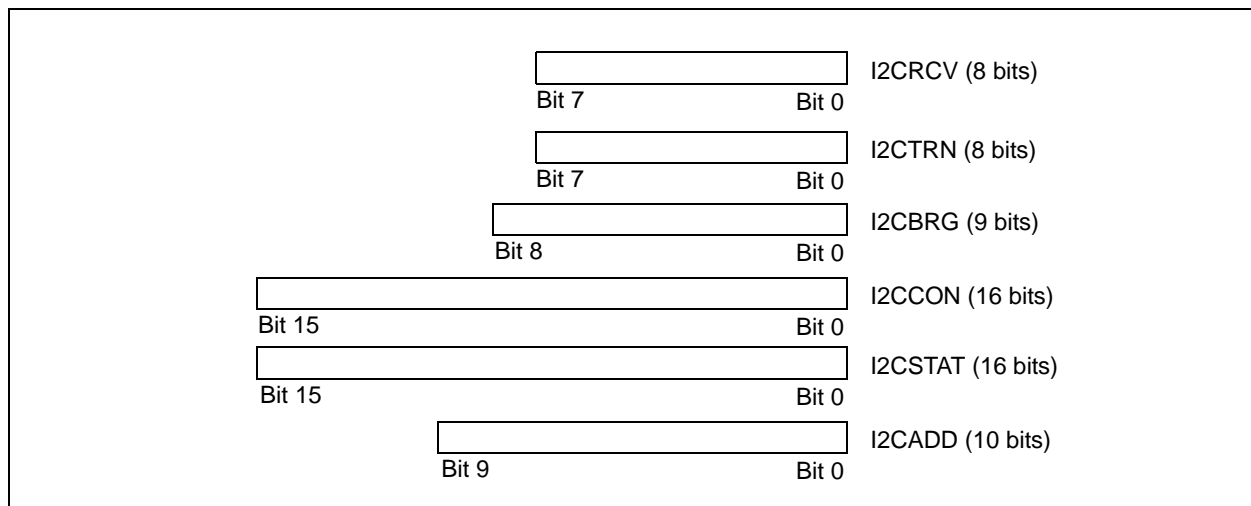 I2CRCV (8 bits)
Bit 7 Bit 0
I2CTRN (8 bits)
Bit 7 Bit 0
I2CBRG (9 bits)
Bit 8 Bit 0
I2CCON (16 bits)
Bit 15 Bit 0
I2CSTAT (16 bits)
Bit 15 Bit 0
I2CADD (10 bits)
Bit 9 Bit 0